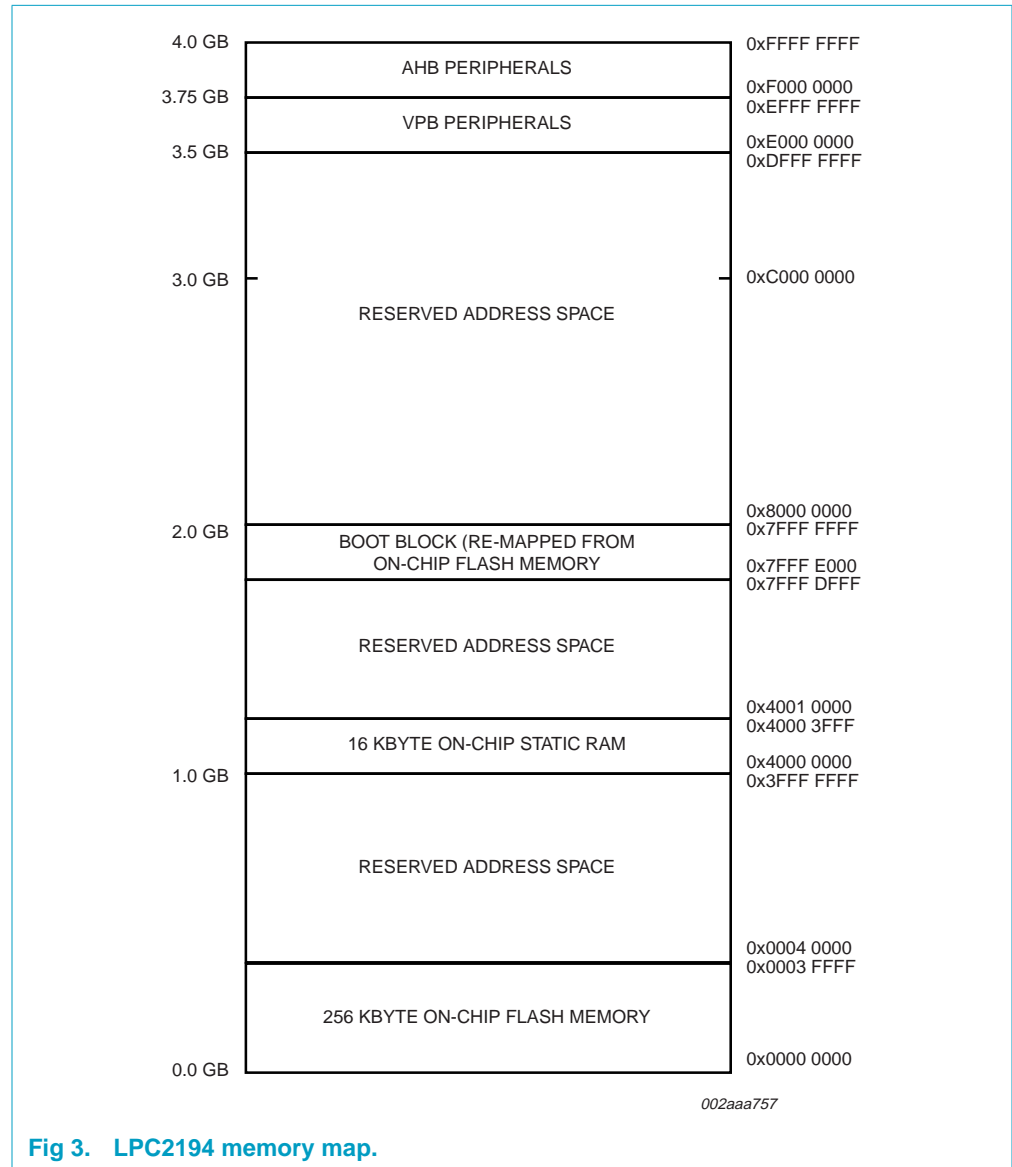 4.0 GB
0xFFFF FFFF
AHB PERIPHERALS
0xF000 0000
3.75 GB
0xEFFF FFFF
VPB PERIPHERALS
0xE000 0000
3.5 GB
0xDFFF FFFF
3.0 GB
0xC000 0000
RESERVED ADDRESS SPACE
0x8000 0000
2.0 GB
0x7FFF FFFF
BOOT BLOCK (RE-MAPPED FROM
ON-CHIP FLASH MEMORY
0x7FFF E000
0x7FFF DFFF
RESERVED ADDRESS SPACE
0x4001 0000
0x4000 3FFF
16 KBYTE ON-CHIP STATIC RAM
0x4000 0000
1.0 GB
0x3FFF FFFF
RESERVED ADDRESS SPACE
0x0004 0000
0x0003 FFFF
256 KBYTE ON-CHIP FLASH MEMORY
0x0000 0000
0.0 GB
002aaa757
Fig 3. LPC2194 memory map.